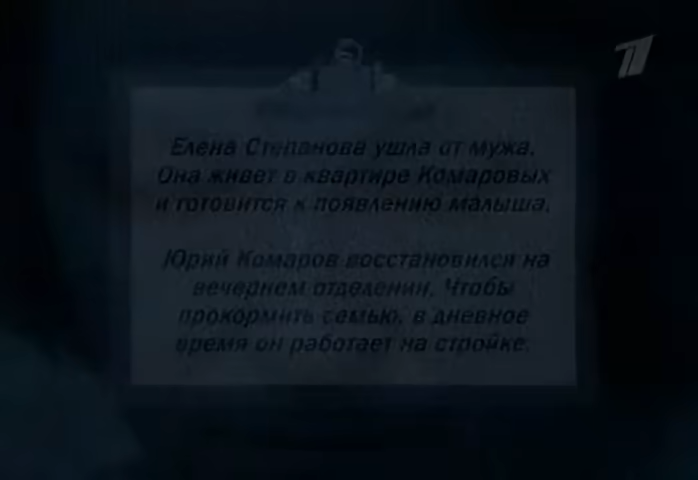 Елена Степанова ушла от мужа.
Она живет в квартире Комаровых
и готовится к появлению малыша.
Юрий Комаров восстановился на
вечернем отделении. Чтобы
прокормить семью, в дневное
время он работает на стройке.